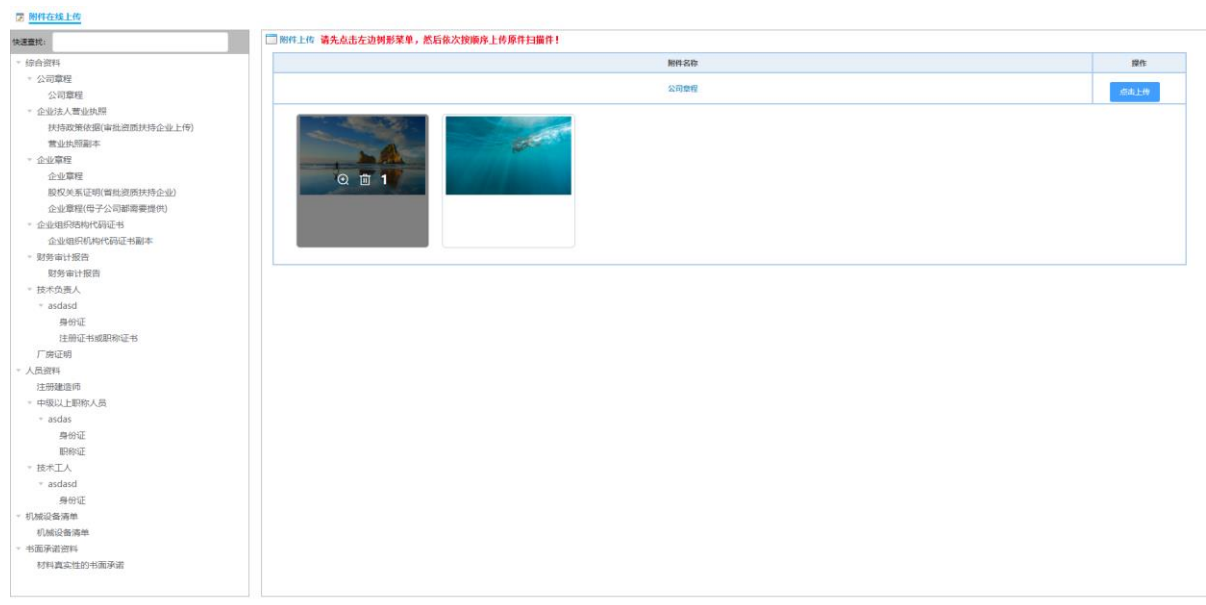 附件在线上传
快速查找:
综合资料
公司章程
公司章程
企业法人营业执照
扶持政策依据(审批资质扶持企业上传)
营业执照副本
企业章程
企业章程
股权关系证明(首批资质扶持企业)
企业章程(母子公司都需要提供)
企业组织结构代码证书
企业组织机构代码证书副本
财务审计报告
财务审计报告
技术负责人
asdasd
身份证
注册证书或职称证书
厂房证明
人员资料
注册建造师
中级以上职称人员
asdas
身份证
职称证
技术工人
asdasd
身份证
机械设备清单
机械设备清单
书面承诺资料
材料真实性的书面承诺
附件上传 请先点击左边树形菜单，然后依次按顺序上传原件扫描件！
附件名称 操作
公司章程 点击上传
1